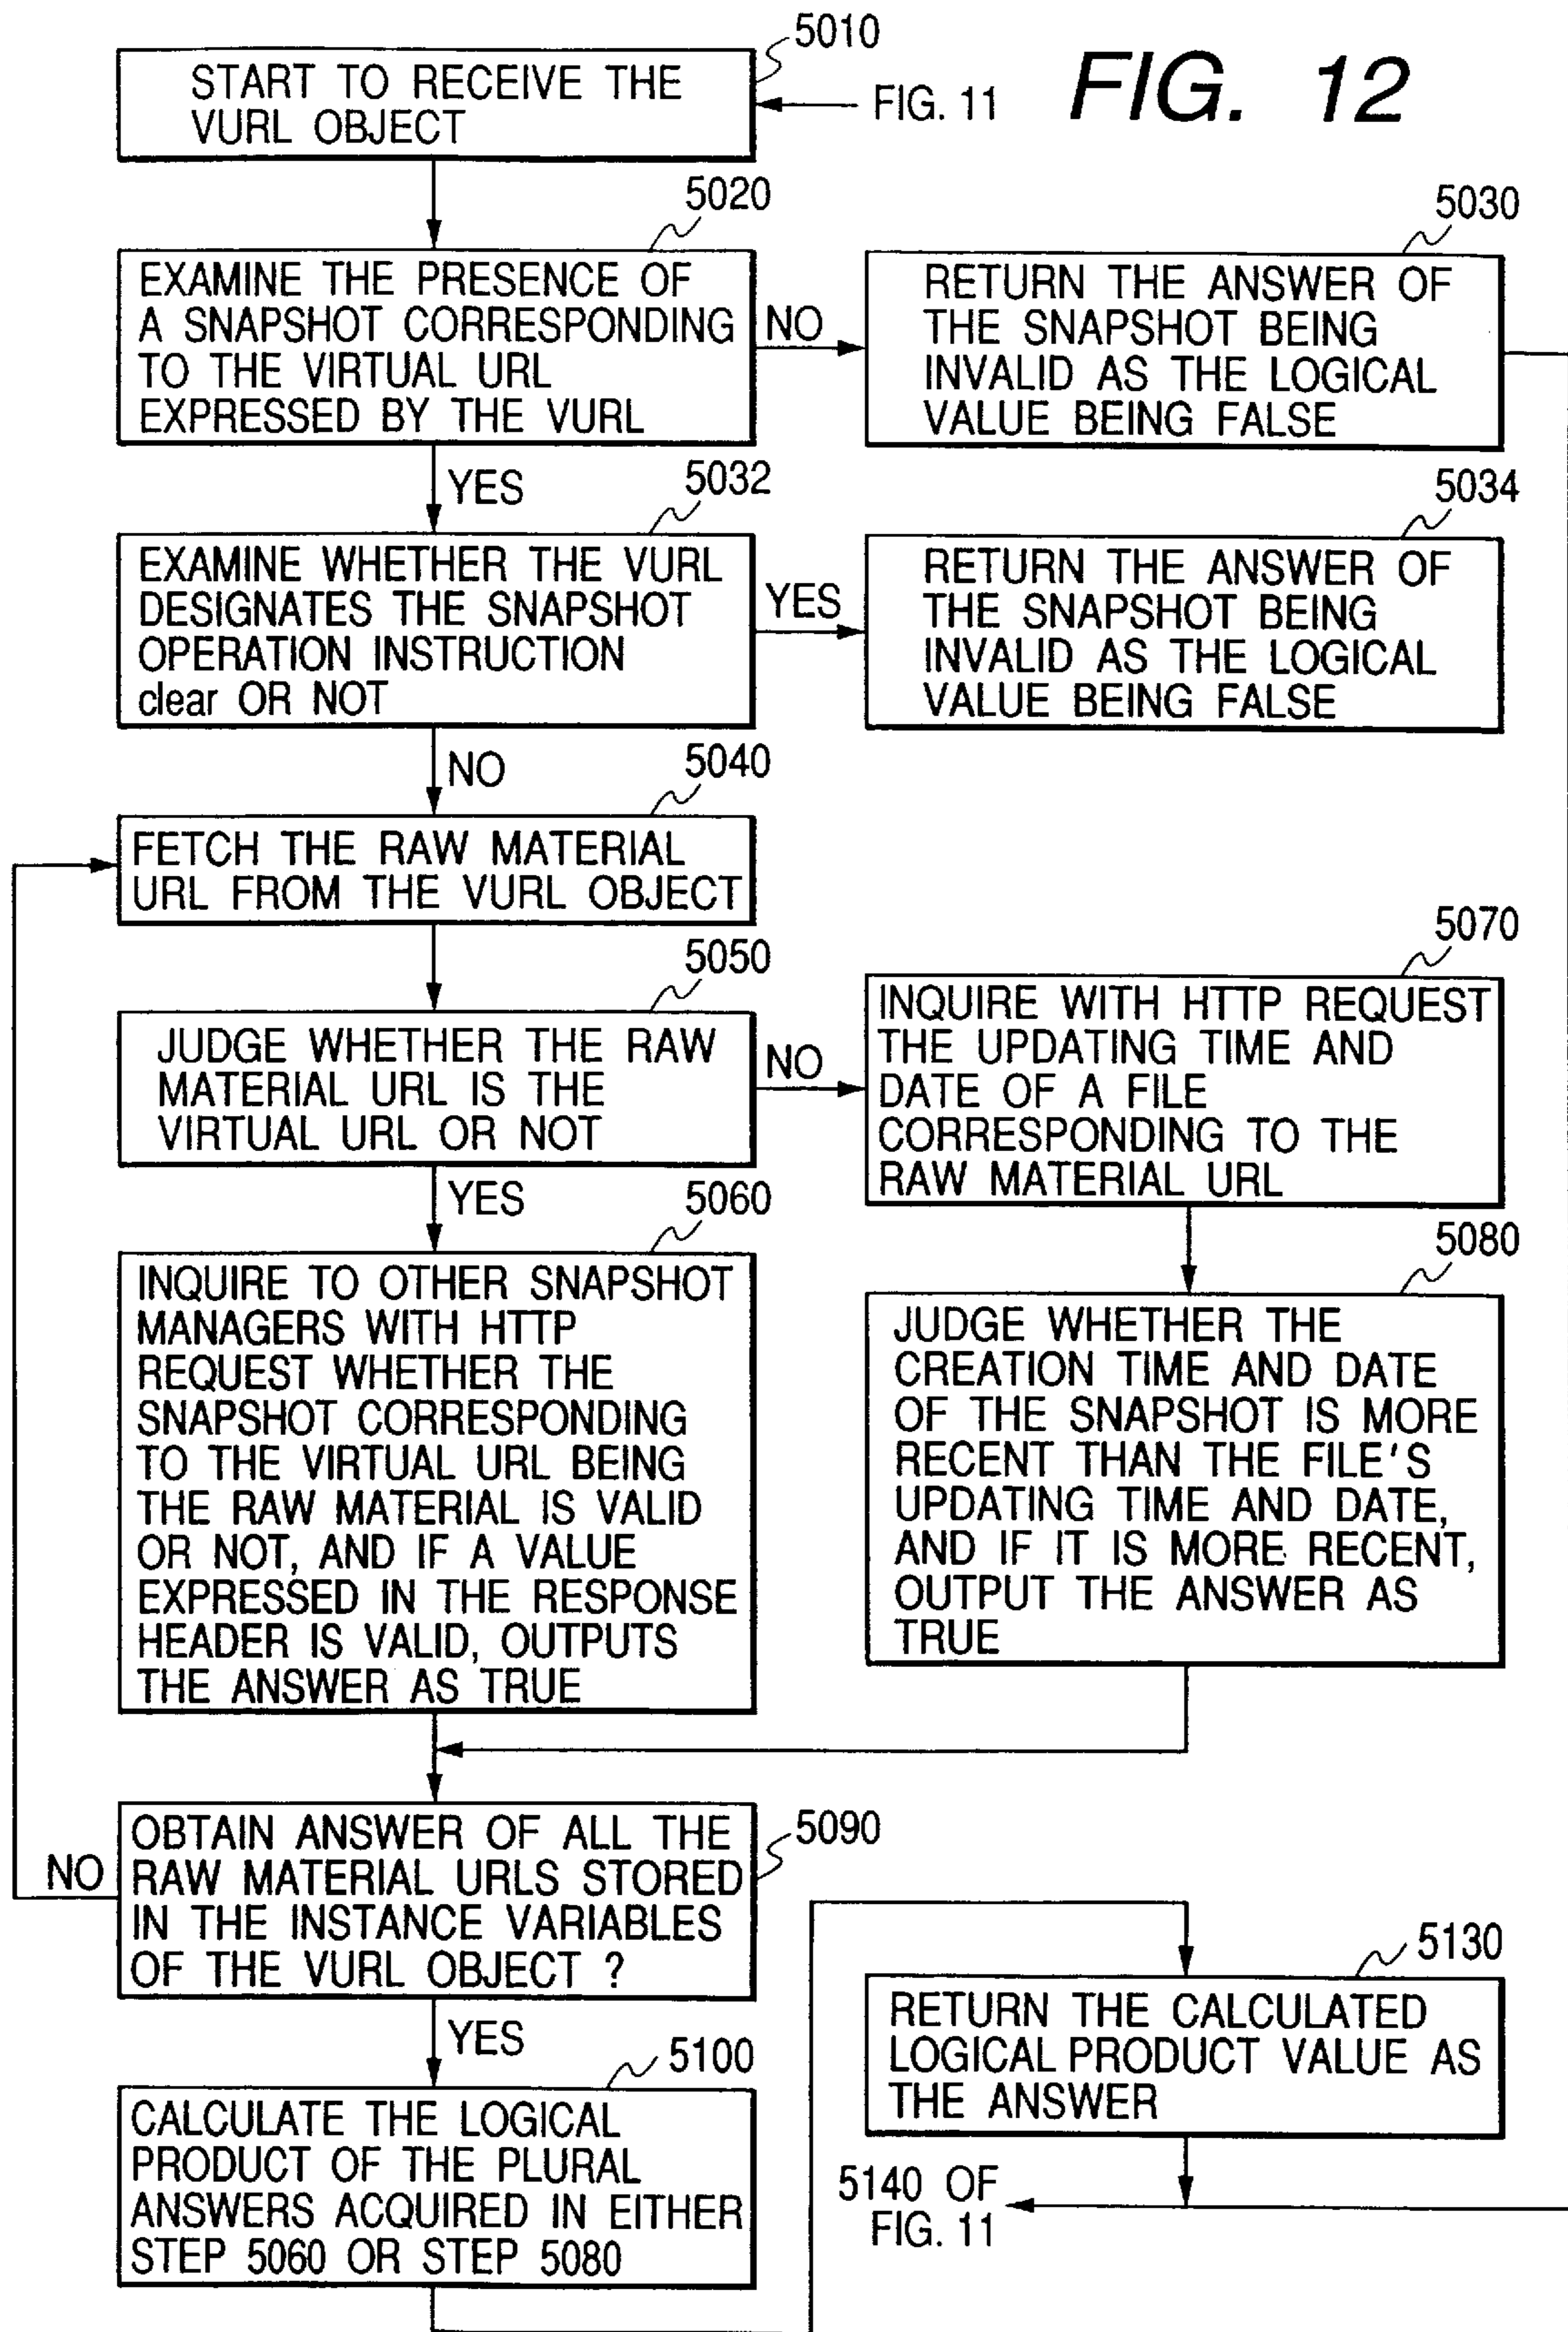 FIG. 12
5010
START TO RECEIVE THE
VURL OBJECT
FIG. 11
5020
EXAMINE THE PRESENCE OF
A SNAPSHOT CORRESPONDING
TO THE VIRTUAL URL
EXPRESSED BY THE VURL
NO
5030
RETURN THE ANSWER OF
THE SNAPSHOT BEING
INVALID AS THE LOGICAL
VALUE BEING FALSE
YES
5032
EXAMINE WHETHER THE VURL
DESIGNATES THE SNAPSHOT
OPERATION INSTRUCTION
clear OR NOT
YES
5034
RETURN THE ANSWER OF
THE SNAPSHOT BEING
INVALID AS THE LOGICAL
VALUE BEING FALSE
NO
5040
FETCH THE RAW MATERIAL
URL FROM THE VURL OBJECT
5050
JUDGE WHETHER THE RAW
MATERIAL URL IS THE
VIRTUAL URL OR NOT
NO
5070
INQUIRE WITH HTTP REQUEST
THE UPDATING TIME AND
DATE OF A FILE
CORRESPONDING TO THE
RAW MATERIAL URL
YES
5060
INQUIRE TO OTHER SNAPSHOT
MANAGERS WITH HTTP
REQUEST WHETHER THE
SNAPSHOT CORRESPONDING
TO THE VIRTUAL URL BEING
THE RAW MATERIAL IS VALID
OR NOT, AND IF A VALUE
EXPRESSED IN THE RESPONSE
HEADER IS VALID, OUTPUTS
THE ANSWER AS TRUE
5080
JUDGE WHETHER THE
CREATION TIME AND DATE
OF THE SNAPSHOT IS MORE
RECENT THAN THE FILE'S
UPDATING TIME AND DATE,
AND IF IT IS MORE RECENT,
OUTPUT THE ANSWER AS
TRUE
5090
OBTAIN ANSWER OF ALL THE
RAW MATERIAL URLS STORED
IN THE INSTANCE VARIABLES
OF THE VURL OBJECT ?
NO
YES
5100
CALCULATE THE LOGICAL
PRODUCT OF THE PLURAL
ANSWERS ACQUIRED IN EITHER
STEP 5060 OR STEP 5080
5130
RETURN THE CALCULATED
LOGICAL PRODUCT VALUE AS
THE ANSWER
5140 OF
FIG. 11